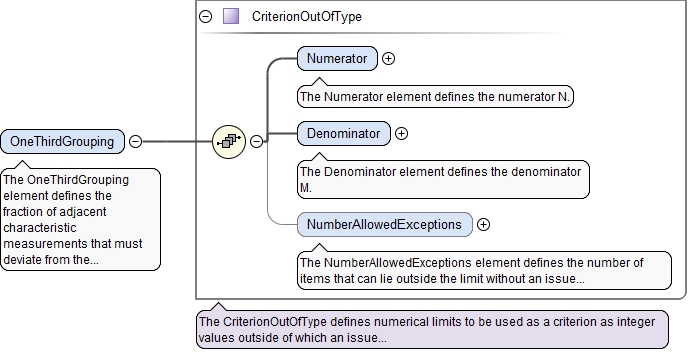 CriterionOutOfType
Numerator
The Numerator element defines the numerator N.
Denominator
The Denominator element defines the denominator
M.
OneThirdGrouping
The OneThirdGrouping
element defines the
fraction of adjacent
characteristic
measurements that must
deviate from the...
NumberAllowedExceptions
The NumberAllowedExceptions element defines the number of
items that can lie outside the limit without an issue...
The CriterionOutOfType defines numerical limits to be used as a criterion as integer
values outside of which an issue...